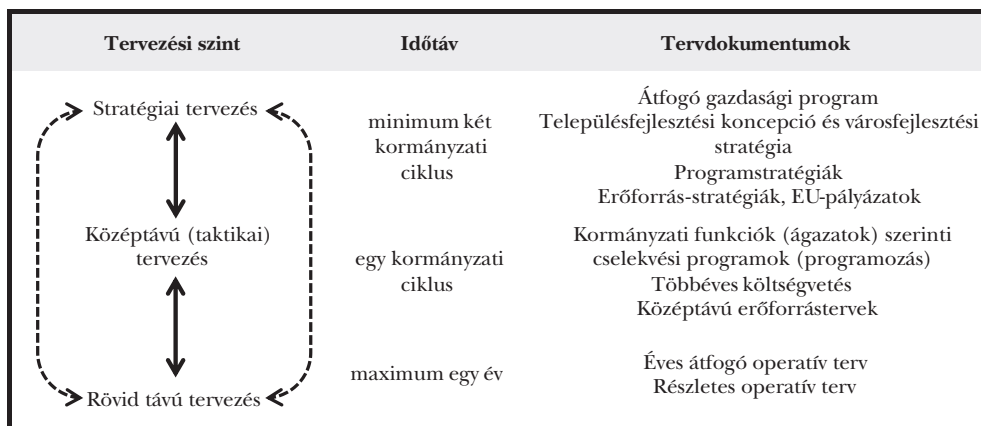 Tervezési szint
Időtáv
Tervdokumentumok
Stratégiai tervezés
minimum két
kormányzati
ciklus
Átfogó gazdasági program
Településfejlesztési koncepció és városfejlesztési
stratégia
Programstratégiák
Erőforrás-stratégiák, EU-pályázatok
Középtávú (taktikai)
tervezés
egy kormányzati
ciklus
Kormányzati funkciók (ágazatok) szerinti
cselekvési programok (programozás)
Többéves költségvetés
Középtávú erőforrástervek
Rövid távú tervezés
maximum egy év
Éves átfogó operatív terv
Részletes operatív terv